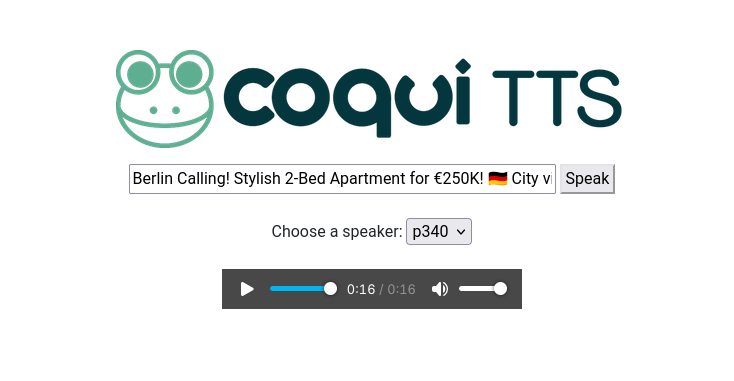 coqui TTS
Berlin Calling! Stylish 2-Bed Apartment for €250K! 🇩🇪 City vi Speak
Choose a speaker: p340
0:16 / 0:16